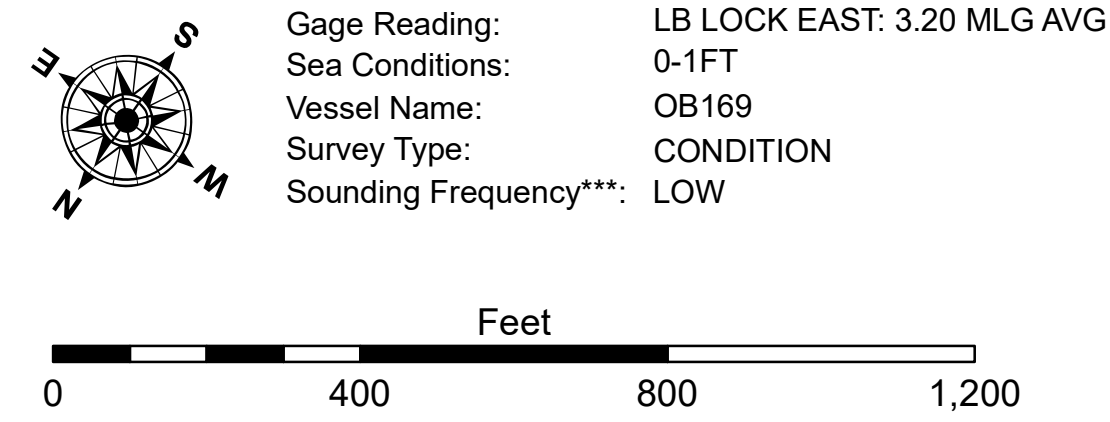 S
E
W
N
Gage Reading: LB LOCK EAST: 3.20 MLG AVG
Sea Conditions: 0-1FT
Vessel Name: OB169
Survey Type: CONDITION
Sounding Frequency***: LOW
Feet
0 400 800 1,200